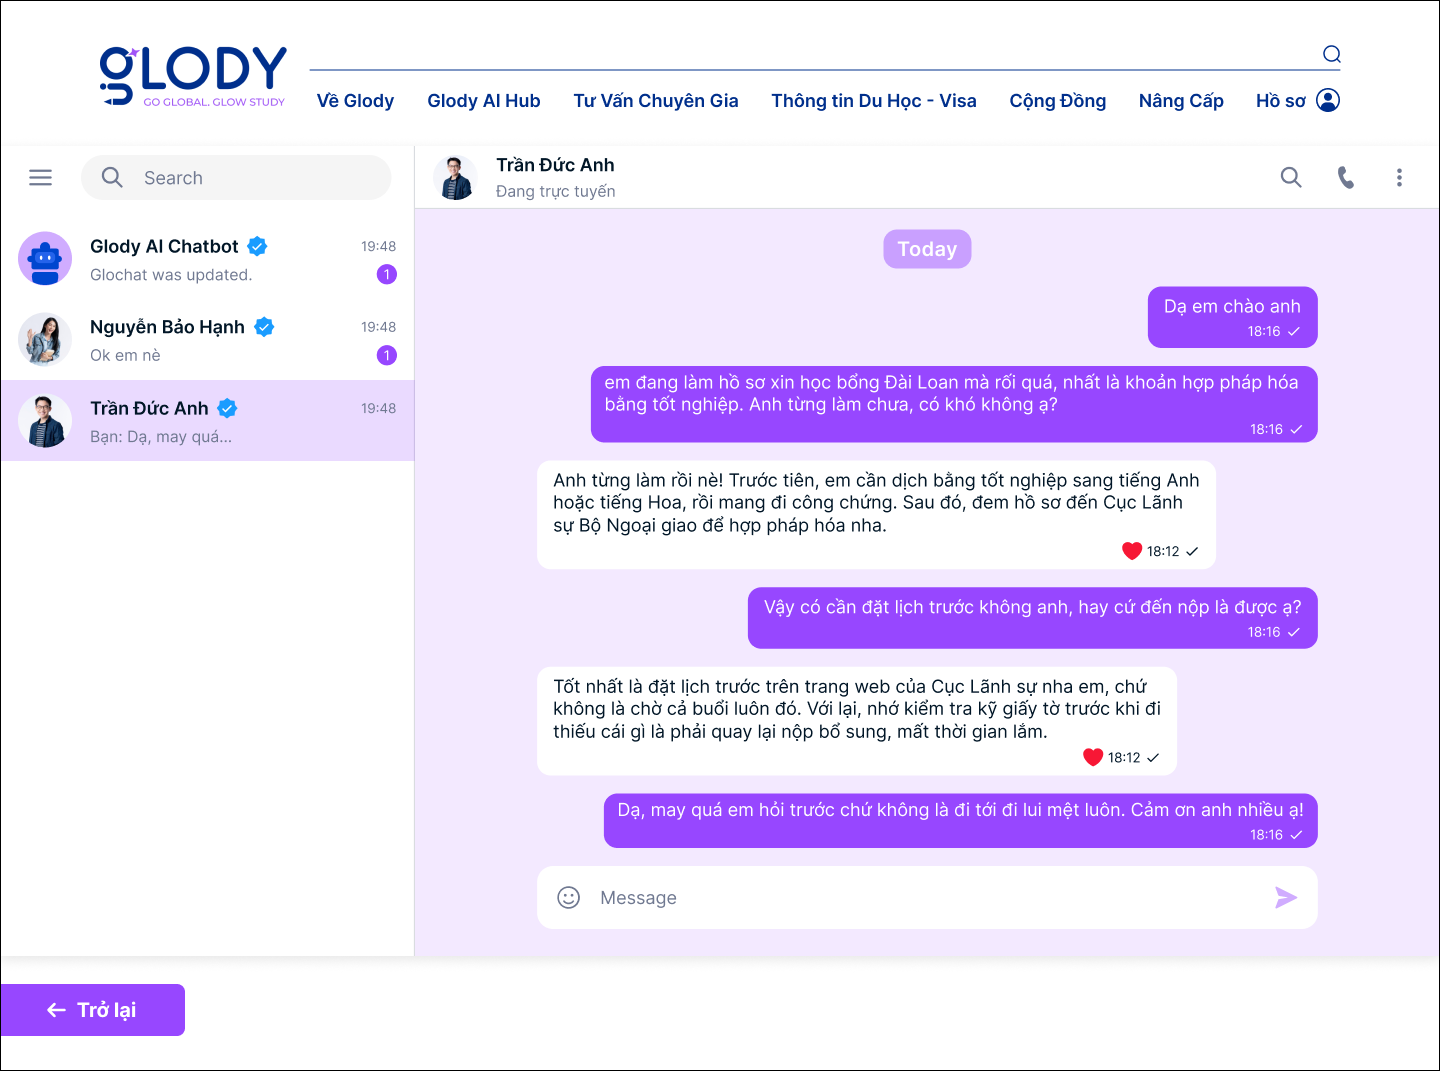 gLODY
GO GLOBAL. GLOW STUDY
Về Glody
Glody AI Hub
Tư Vấn Chuyên Gia
Thông tin Du Học - Visa
Cộng Đồng
Nâng Cấp
Hồ sơ
Search
Glody AI Chatbot
19:48
Glochat was updated.
1
Nguyễn Bảo Hạnh
19:48
Ok em nè
1
Trần Đức Anh
19:48
Bạn: Dạ, may quá...
Trần Đức Anh
Đang trực tuyến
Today
Dạ em chào anh
18:16
em đang làm hồ sơ xin học bổng Đài Loan mà rối quá, nhất là khoản hợp pháp hóa
bằng tốt nghiệp. Anh từng làm chưa, có khó không ạ?
18:16
Anh từng làm rồi nè! Trước tiên, em cần dịch bằng tốt nghiệp sang tiếng Anh
hoặc tiếng Hoa, rồi mang đi công chứng. Sau đó, đem hồ sơ đến Cục Lãnh
sự Bộ Ngoại giao để hợp pháp hóa nha.
18:12
Vậy có cần đặt lịch trước không anh, hay cứ đến nộp là được ạ?
18:16
Tốt nhất là đặt lịch trước trên trang web của Cục Lãnh sự nha em, chứ
không là chờ cả buổi luôn đó. Với lại, nhớ kiểm tra kỹ giấy tờ trước khi đi
thiếu cái gì là phải quay lại nộp bổ sung, mất thời gian lắm.
18:12
Dạ, may quá em hỏi trước chứ không là đi tới đi lui mệt luôn. Cảm ơn anh nhiều ạ!
18:16
Message
Trở lại